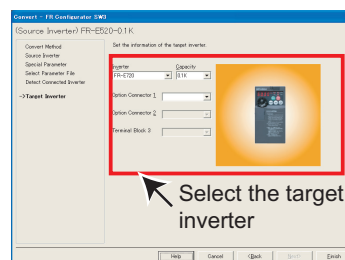 Convert - FR Configurator SW3
(Source Inverter) FR-E520-0.1K
Convert Method
Source Inverter
Special Parameter
Select Parameter File
Detect Connected Inverter
->Target Inverter
Set the information of the target inverter.
Inverter
Capacity
FR-E720
0.1K
Option Connector 1
Option Connector 2
Terminal Block 3
Select the target
inverter
Help
Cancel
<Back
Next>
Finish